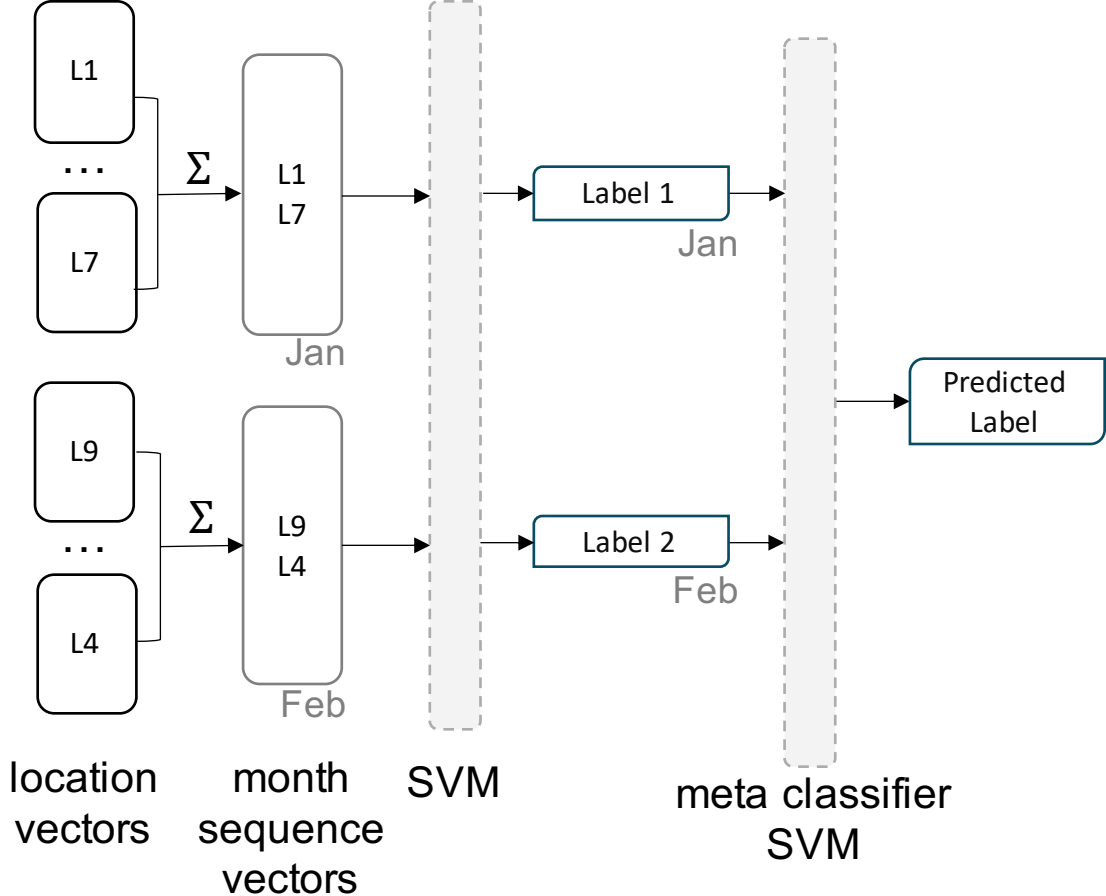 L1
...
L7
Σ
L1
L7
Jan
Label 1
Jan
L9
...
L4
Σ
L9
L4
Feb
Label 2
Feb
Predicted
Label
location
vectors
month
sequence
vectors
SVM
meta classifier
SVM